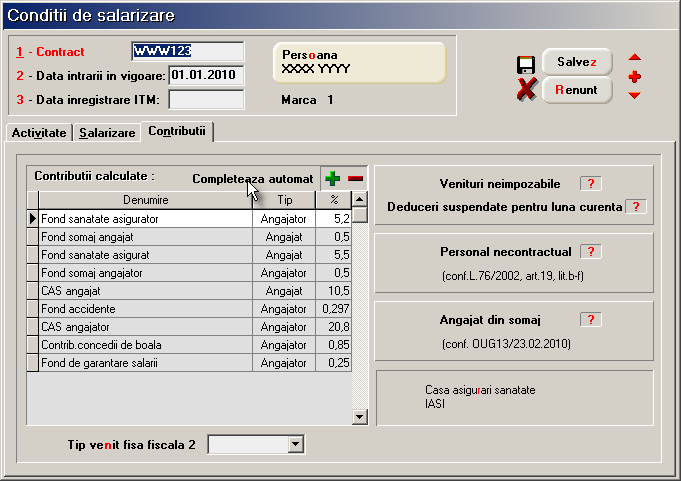 Conditii de salarizare
1 - Contract WWW123
2 - Data intrarii in vigoare: 01.01.2010
3 - Data inregistrare ITM:
Persoana
XXXX YYYY
Marca 1
Salvez
Renunt
Activitate Salarizare Contributii
Contributii calculate : Completeaza automat
Denumire Tip %
Fond sanatate asigurator Angajator 5,2
Fond somaj angajat Angajat 0,5
Fond sanatate asigurat Angajat 5,5
Fond somaj angajator Angajator 0,5
CAS angajat Angajat 10,5
Fond accidente Angajator 0,297
CAS angajator Angajator 20,8
Contrib.concedii de boala Angajator 0,85
Fond de garantare salarii Angajator 0,25
Tip venit fisa fiscala 2
Venituri neimpozabile ?
Deduceri suspendate pentru luna curenta ?
Personal necontractual ?
(conf.L.76/2002, art.19, lit.b-f)
Angajat din somaj ?
(conf. OUG13/23.02.2010)
Casa asigurari sanatate
IASI